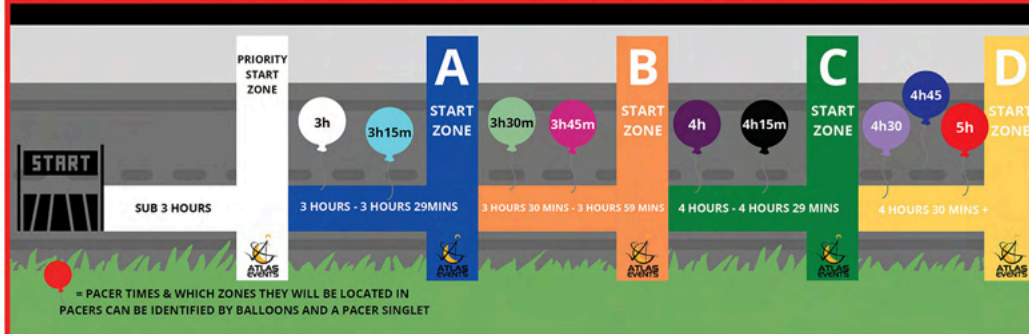 START
SUB 3 HOURS
PRIORITY
START
ZONE
ATLAS
EVENTS
3h
3h15m
3 HOURS - 3 HOURS 29MINS
A
START
ZONE
ATLAS
EVENTS
3h30m
3h45m
3 HOURS 30 MINS - 3 HOURS 59 MINS
B
START
ZONE
ATLAS
EVENTS
4h
4h15m
4 HOURS - 4 HOURS 29 MINS
C
START
ZONE
ATLAS
EVENTS
4h30
4h45
5h
4 HOURS 30 MINS +
D
START
ZONE
ATLAS
EVENTS
= PACER TIMES & WHICH ZONES THEY WILL BE LOCATED IN
PACERS CAN BE IDENTIFIED BY BALLOONS AND A PACER SINGLET